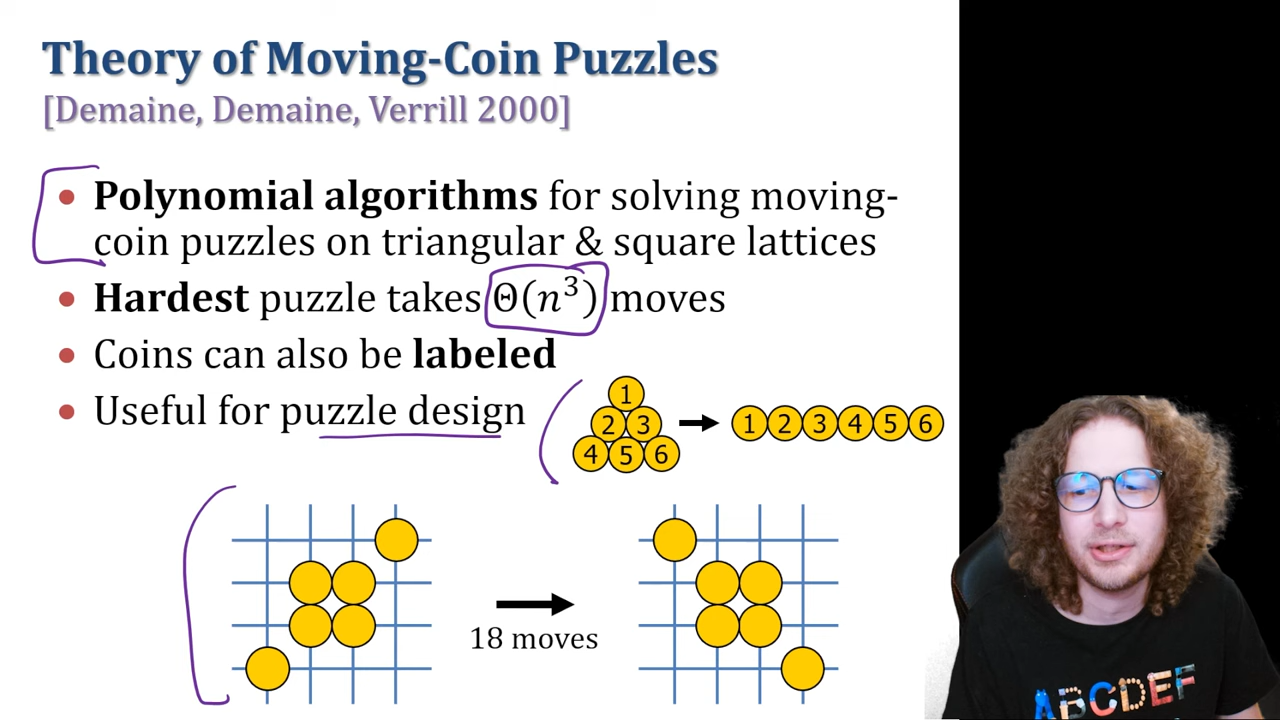 Theory of Moving-Coin Puzzles
[Demaine, Demaine, Verrill 2000]
• Polynomial algorithms for solving moving-
coin puzzles on triangular & square lattices
• Hardest puzzle takes Θ(n³) moves
• Coins can also be labeled
• Useful for puzzle design
1
2 3
4 5 6
1 2 3 4 5 6
18 moves
ABCDEF